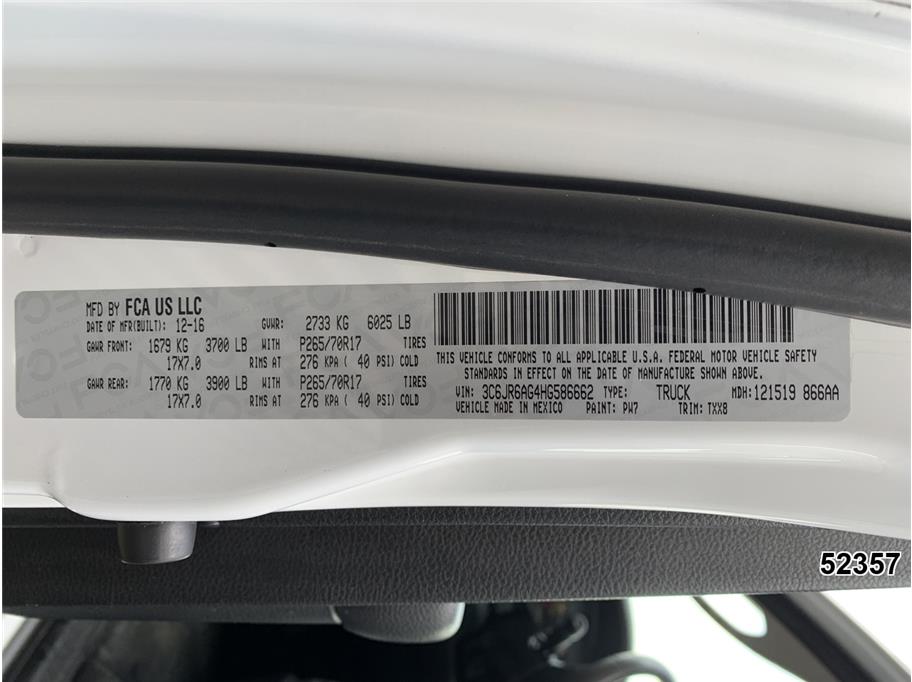 MFD BY FCA US LLC
DATE OF MFR(BUILT): 12-16 GVWR: 2733 KG 6025 LB
GAWR FRONT: 1679 KG 3700 LB WITH P265/70R17 TIRES
17X7.0 RIMS AT 276 KPA ( 40 PSI) COLD
GAWR REAR: 1770 KG 3900 LB WITH P265/70R17 TIRES
17X7.0 RIMS AT 276 KPA ( 40 PSI) COLD
THIS VEHICLE CONFORMS TO ALL APPLICABLE U.S.A. FEDERAL MOTOR VEHICLE SAFETY
STANDARDS IN EFFECT ON THE DATE OF MANUFACTURE SHOWN ABOVE.
VIN: 3C6JR6AG4HG586662 TYPE: TRUCK MDH: 121519 866AA
VEHICLE MADE IN MEXICO PAINT: PW7 TRIM: TXX8
52357